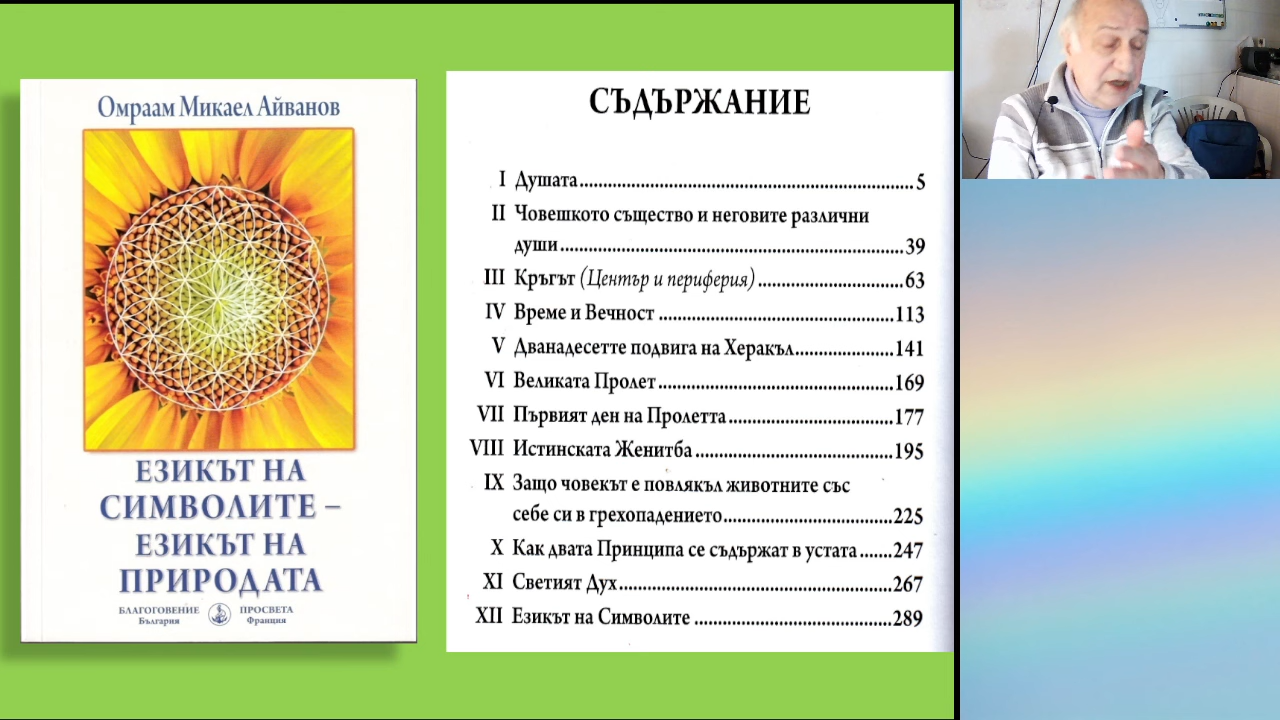 Омраам Микаел Айванов
ЕЗИКЪТ НА
СИМВОЛИТЕ –
ЕЗИКЪТ НА
ПРИРОДАТА
БЛАГОГОВЕНИЕ
България
ПРОСВЕТА
Франция
СЪДЪРЖАНИЕ
I Душата..........5
II Човешкото същество и неговите различни
души..........39
III Кръгът (Център и периферия)..........63
IV Време и Вечност..........113
V Дванадесетте подвига на Херакъл..........141
VI Великата Пролет..........169
VII Първият ден на Пролетта..........177
VIII Истинската Женитба..........195
IX Защо човекът е повлякъл животните със
себе си в грехопадението..........225
X Как двата Принципа се съдържат в устата.......247
XI Светият Дух..........267
XII Езикът на Символите..........289